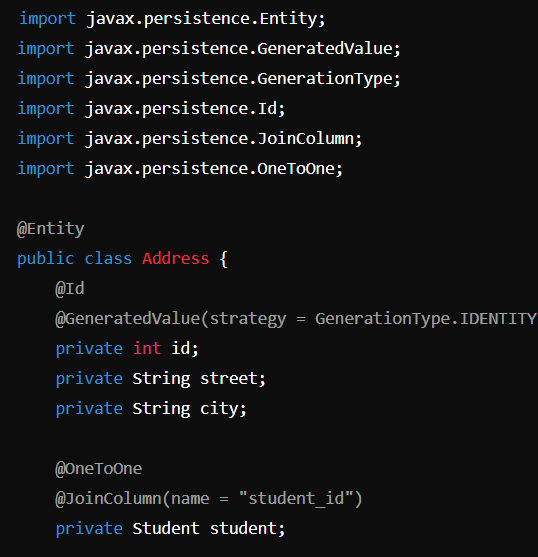 import javax.persistence.Entity;
import javax.persistence.GeneratedValue;
import javax.persistence.GenerationType;
import javax.persistence.Id;
import javax.persistence.JoinColumn;
import javax.persistence.OneToOne;

@Entity
public class Address {
    @Id
    @GeneratedValue(strategy = GenerationType.IDENTITY
    private int id;
    private String street;
    private String city;

    @OneToOne
    @JoinColumn(name = "student_id")
    private Student student;